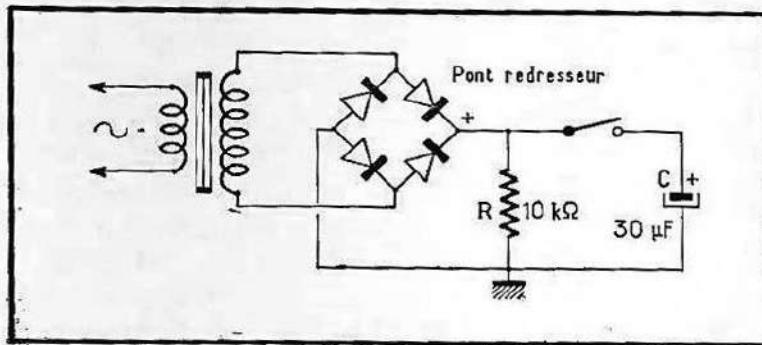 Pont redresseur
+
R 10 kΩ
C +
30 µF